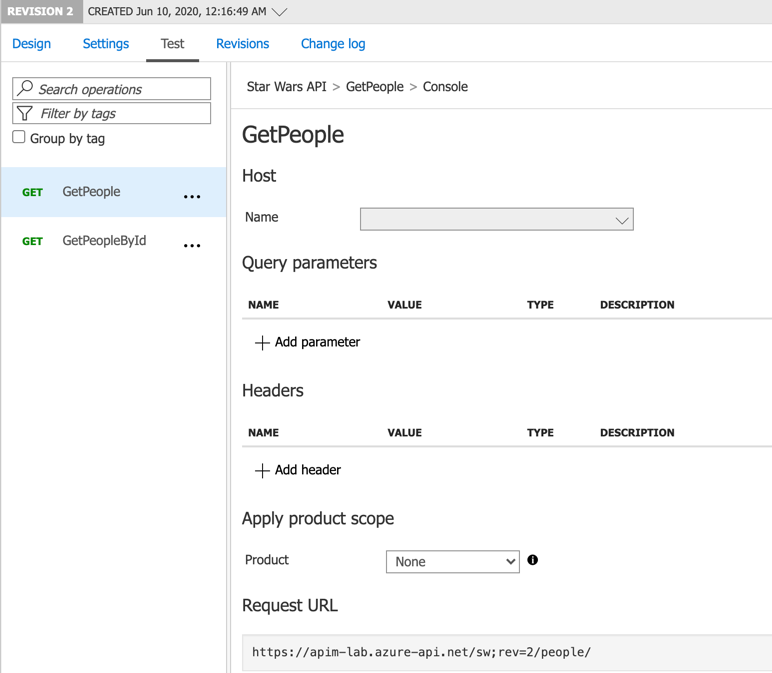 REVISION 2 CREATED Jun 10, 2020, 12:16:49 AM
Design Settings Test Revisions Change log
Search operations
Filter by tags
Group by tag
GET GetPeople ...
GET GetPeopleById ...
Star Wars API > GetPeople > Console
GetPeople
Host
Name
Query parameters
NAME VALUE TYPE DESCRIPTION
Add parameter
Headers
NAME VALUE TYPE DESCRIPTION
Add header
Apply product scope
Product None
Request URL
https://apim-lab.azure-api.net/sw;rev=2/people/